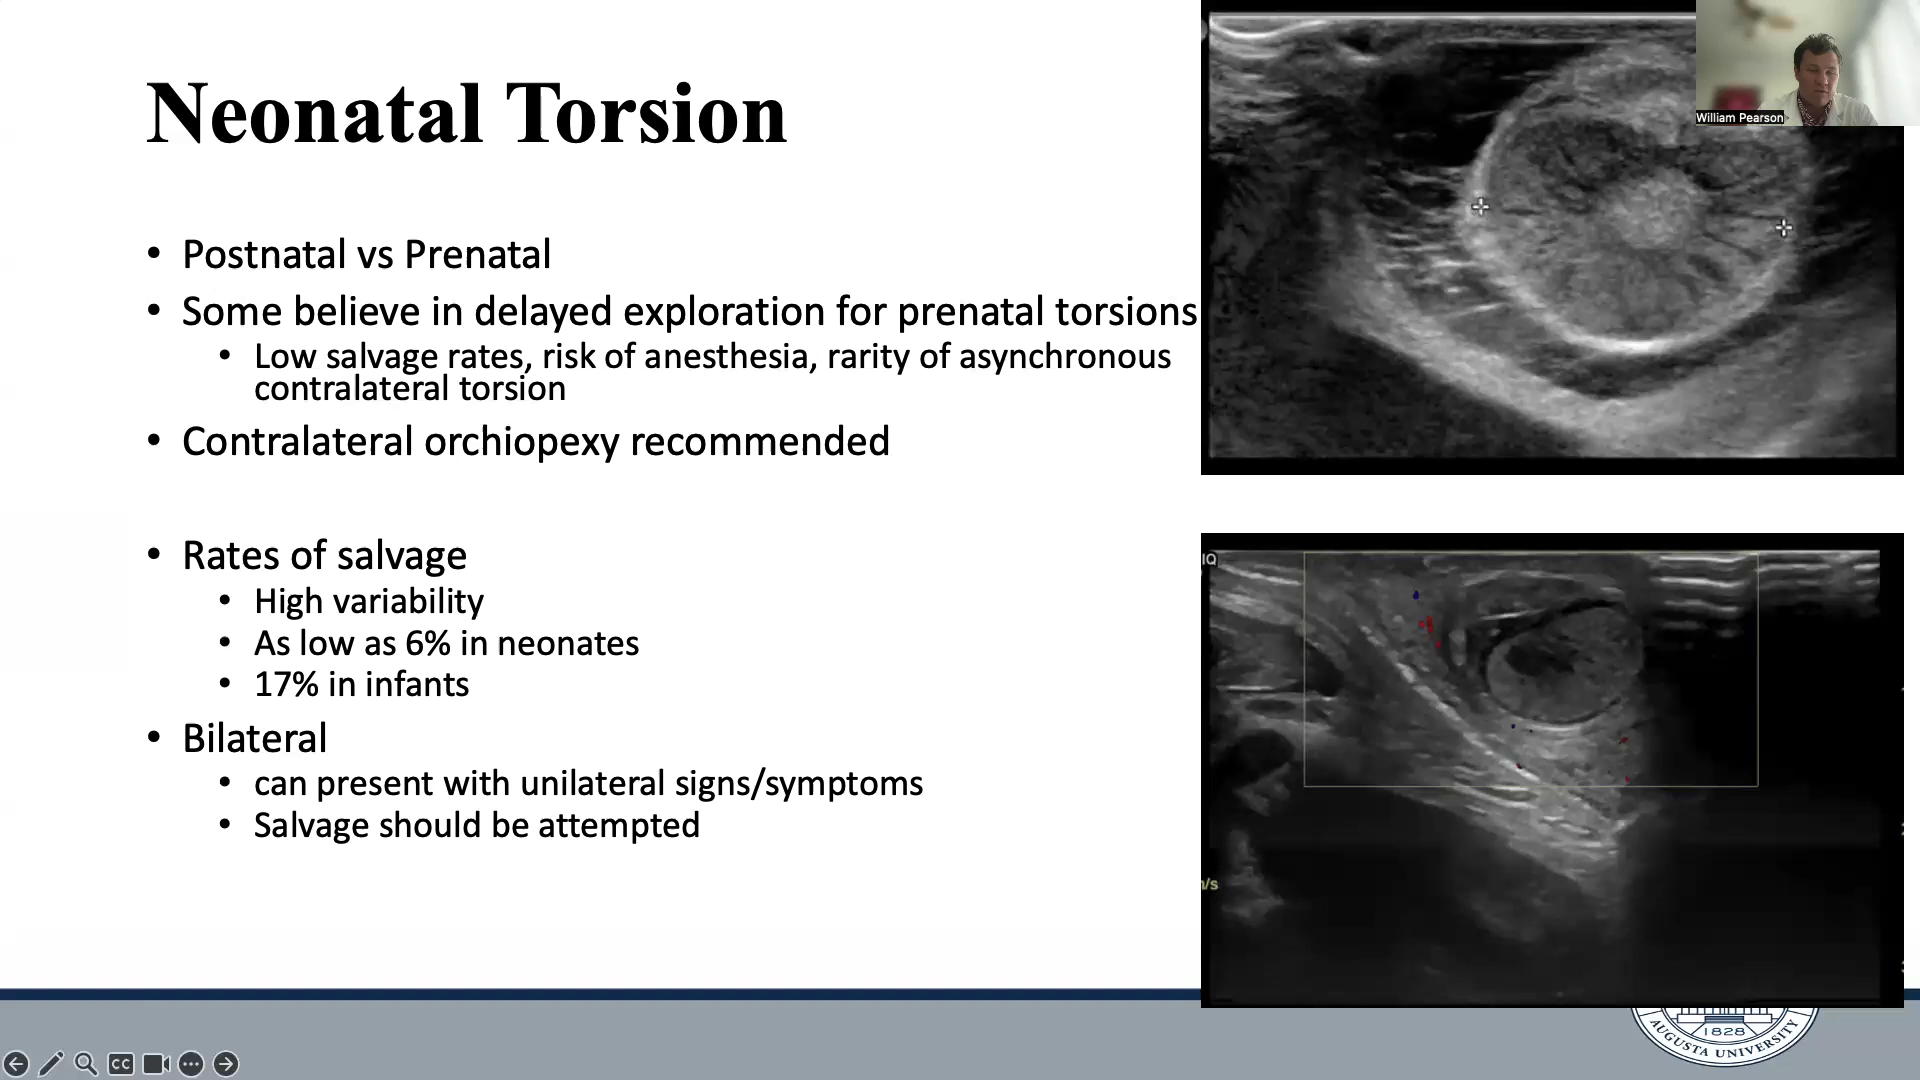 Neonatal Torsion
William Pearson
• Postnatal vs Prenatal
• Some believe in delayed exploration for prenatal torsions
• Low salvage rates, risk of anesthesia, rarity of asynchronous
contralateral torsion
• Contralateral orchiopexy recommended
• Rates of salvage
• High variability
• As low as 6% in neonates
• 17% in infants
• Bilateral
• can present with unilateral signs/symptoms
• Salvage should be attempted
IQ
/s
1828
AUGUSTA UNIVERSITY
CC